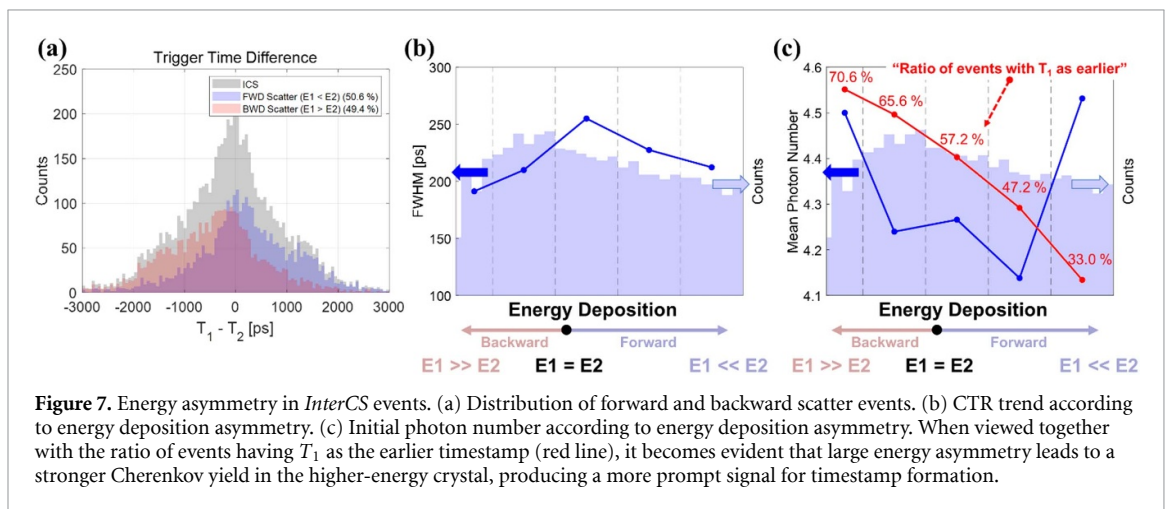 (a)
Trigger Time Difference
250
200
150
100
50
0
Counts
-3000 -2000 -1000 0 1000 2000 3000
T1 - T2 [ps]
ICS
FWD Scatter (E1 < E2) (50.6 %)
BWD Scatter (E1 > E2) (49.4 %)
(b)
300
250
200
150
100
FWHM [ps]
Counts
Energy Deposition
Backward Forward
E1 >> E2 E1 = E2 E1 << E2
(c)
4.6
4.5
4.4
4.3
4.2
4.1
Mean Photon Number
Counts
"Ratio of events with T1 as earlier"
70.6 %
65.6 %
57.2 %
47.2 %
33.0 %
Energy Deposition
Backward Forward
E1 >> E2 E1 = E2 E1 << E2
Figure 7. Energy asymmetry in InterCS events. (a) Distribution of forward and backward scatter events. (b) CTR trend according
to energy deposition asymmetry. (c) Initial photon number according to energy deposition asymmetry. When viewed together
with the ratio of events having T1 as the earlier timestamp (red line), it becomes evident that large energy asymmetry leads to a
stronger Cherenkov yield in the higher-energy crystal, producing a more prompt signal for timestamp formation.